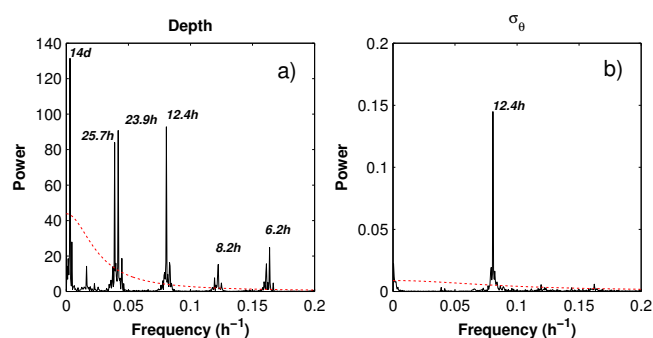 Depth
a)
140
120
100
80
60
40
20
0
Power
14d
25.7h
23.9h
12.4h
8.2h
6.2h
0
0.05
0.1
0.15
0.2
Frequency (h⁻¹)
σθ
b)
0.2
0.15
0.1
0.05
0
Power
12.4h
0
0.05
0.1
0.15
0.2
Frequency (h⁻¹)